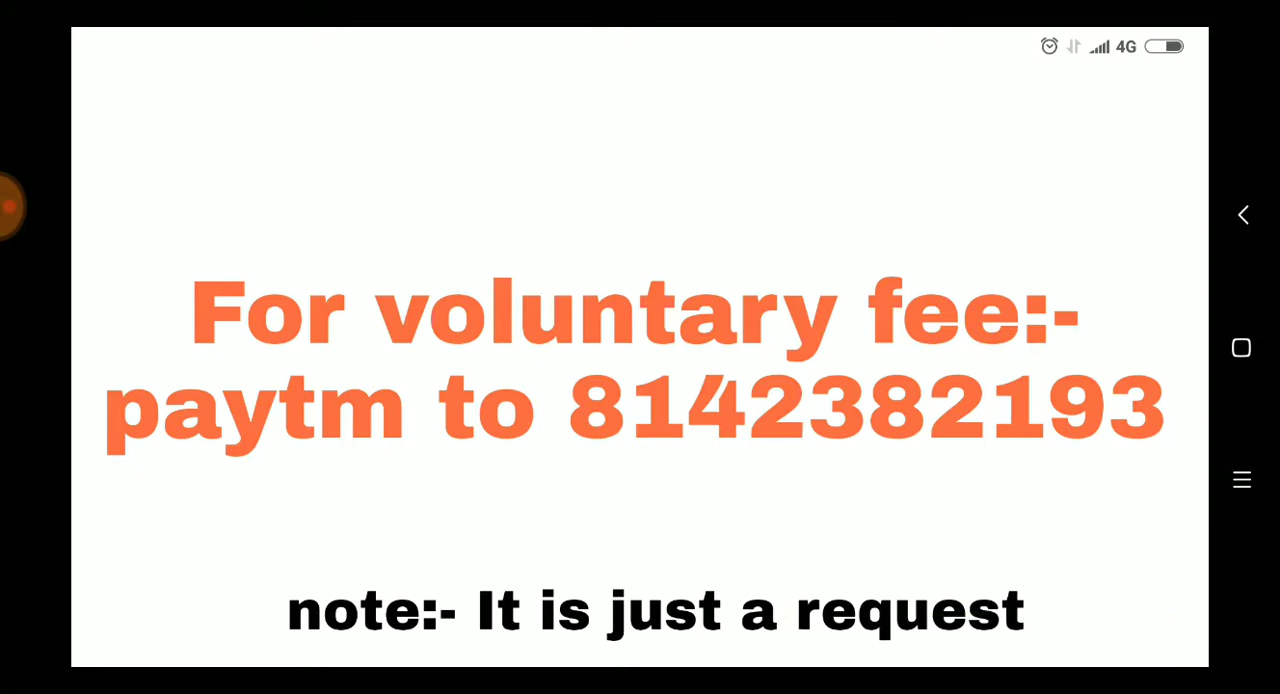 4G
For voluntary fee:-
paytm to 8142382193
note:- It is just a request